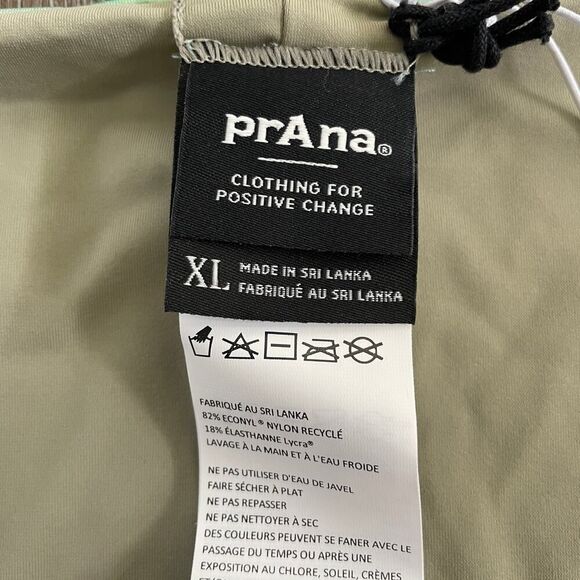 prAna®
CLOTHING FOR
POSITIVE CHANGE
XL MADE IN SRI LANKA
FABRIQUÉ AU SRI LANKA
FABRIQUÉ AU SRI LANKA
82% ECONYL® NYLON RECYCLÉ
18% ÉLASTHANNE Lycra®
LAVAGE À LA MAIN ET À L'EAU FROIDE
NE PAS UTILISER D'EAU DE JAVEL
FAIRE SÉCHER À PLAT
NE PAS REPASSER
NE PAS NETTOYER À SEC
DES COULEURS PEUVENT SE FANER AVEC LE
PASSAGE DU TEMPS OU APRÈS UNE
EXPOSITION AU CHLORE, SOLEIL, CRÈMES